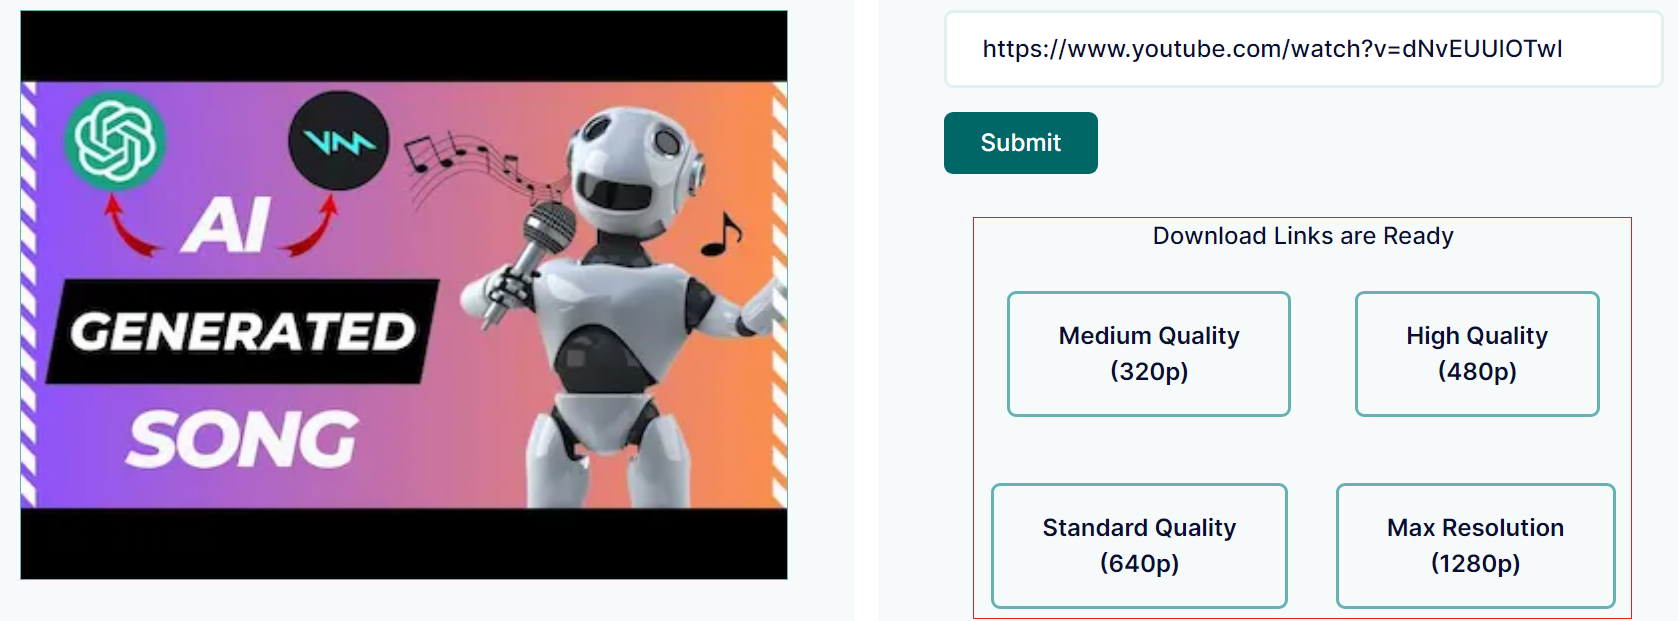 AI
GENERATED
SONG
https://www.youtube.com/watch?v=dNvEUUIOTwI
Submit
Download Links are Ready
Medium Quality
(320p)
High Quality
(480p)
Standard Quality
(640p)
Max Resolution
(1280p)